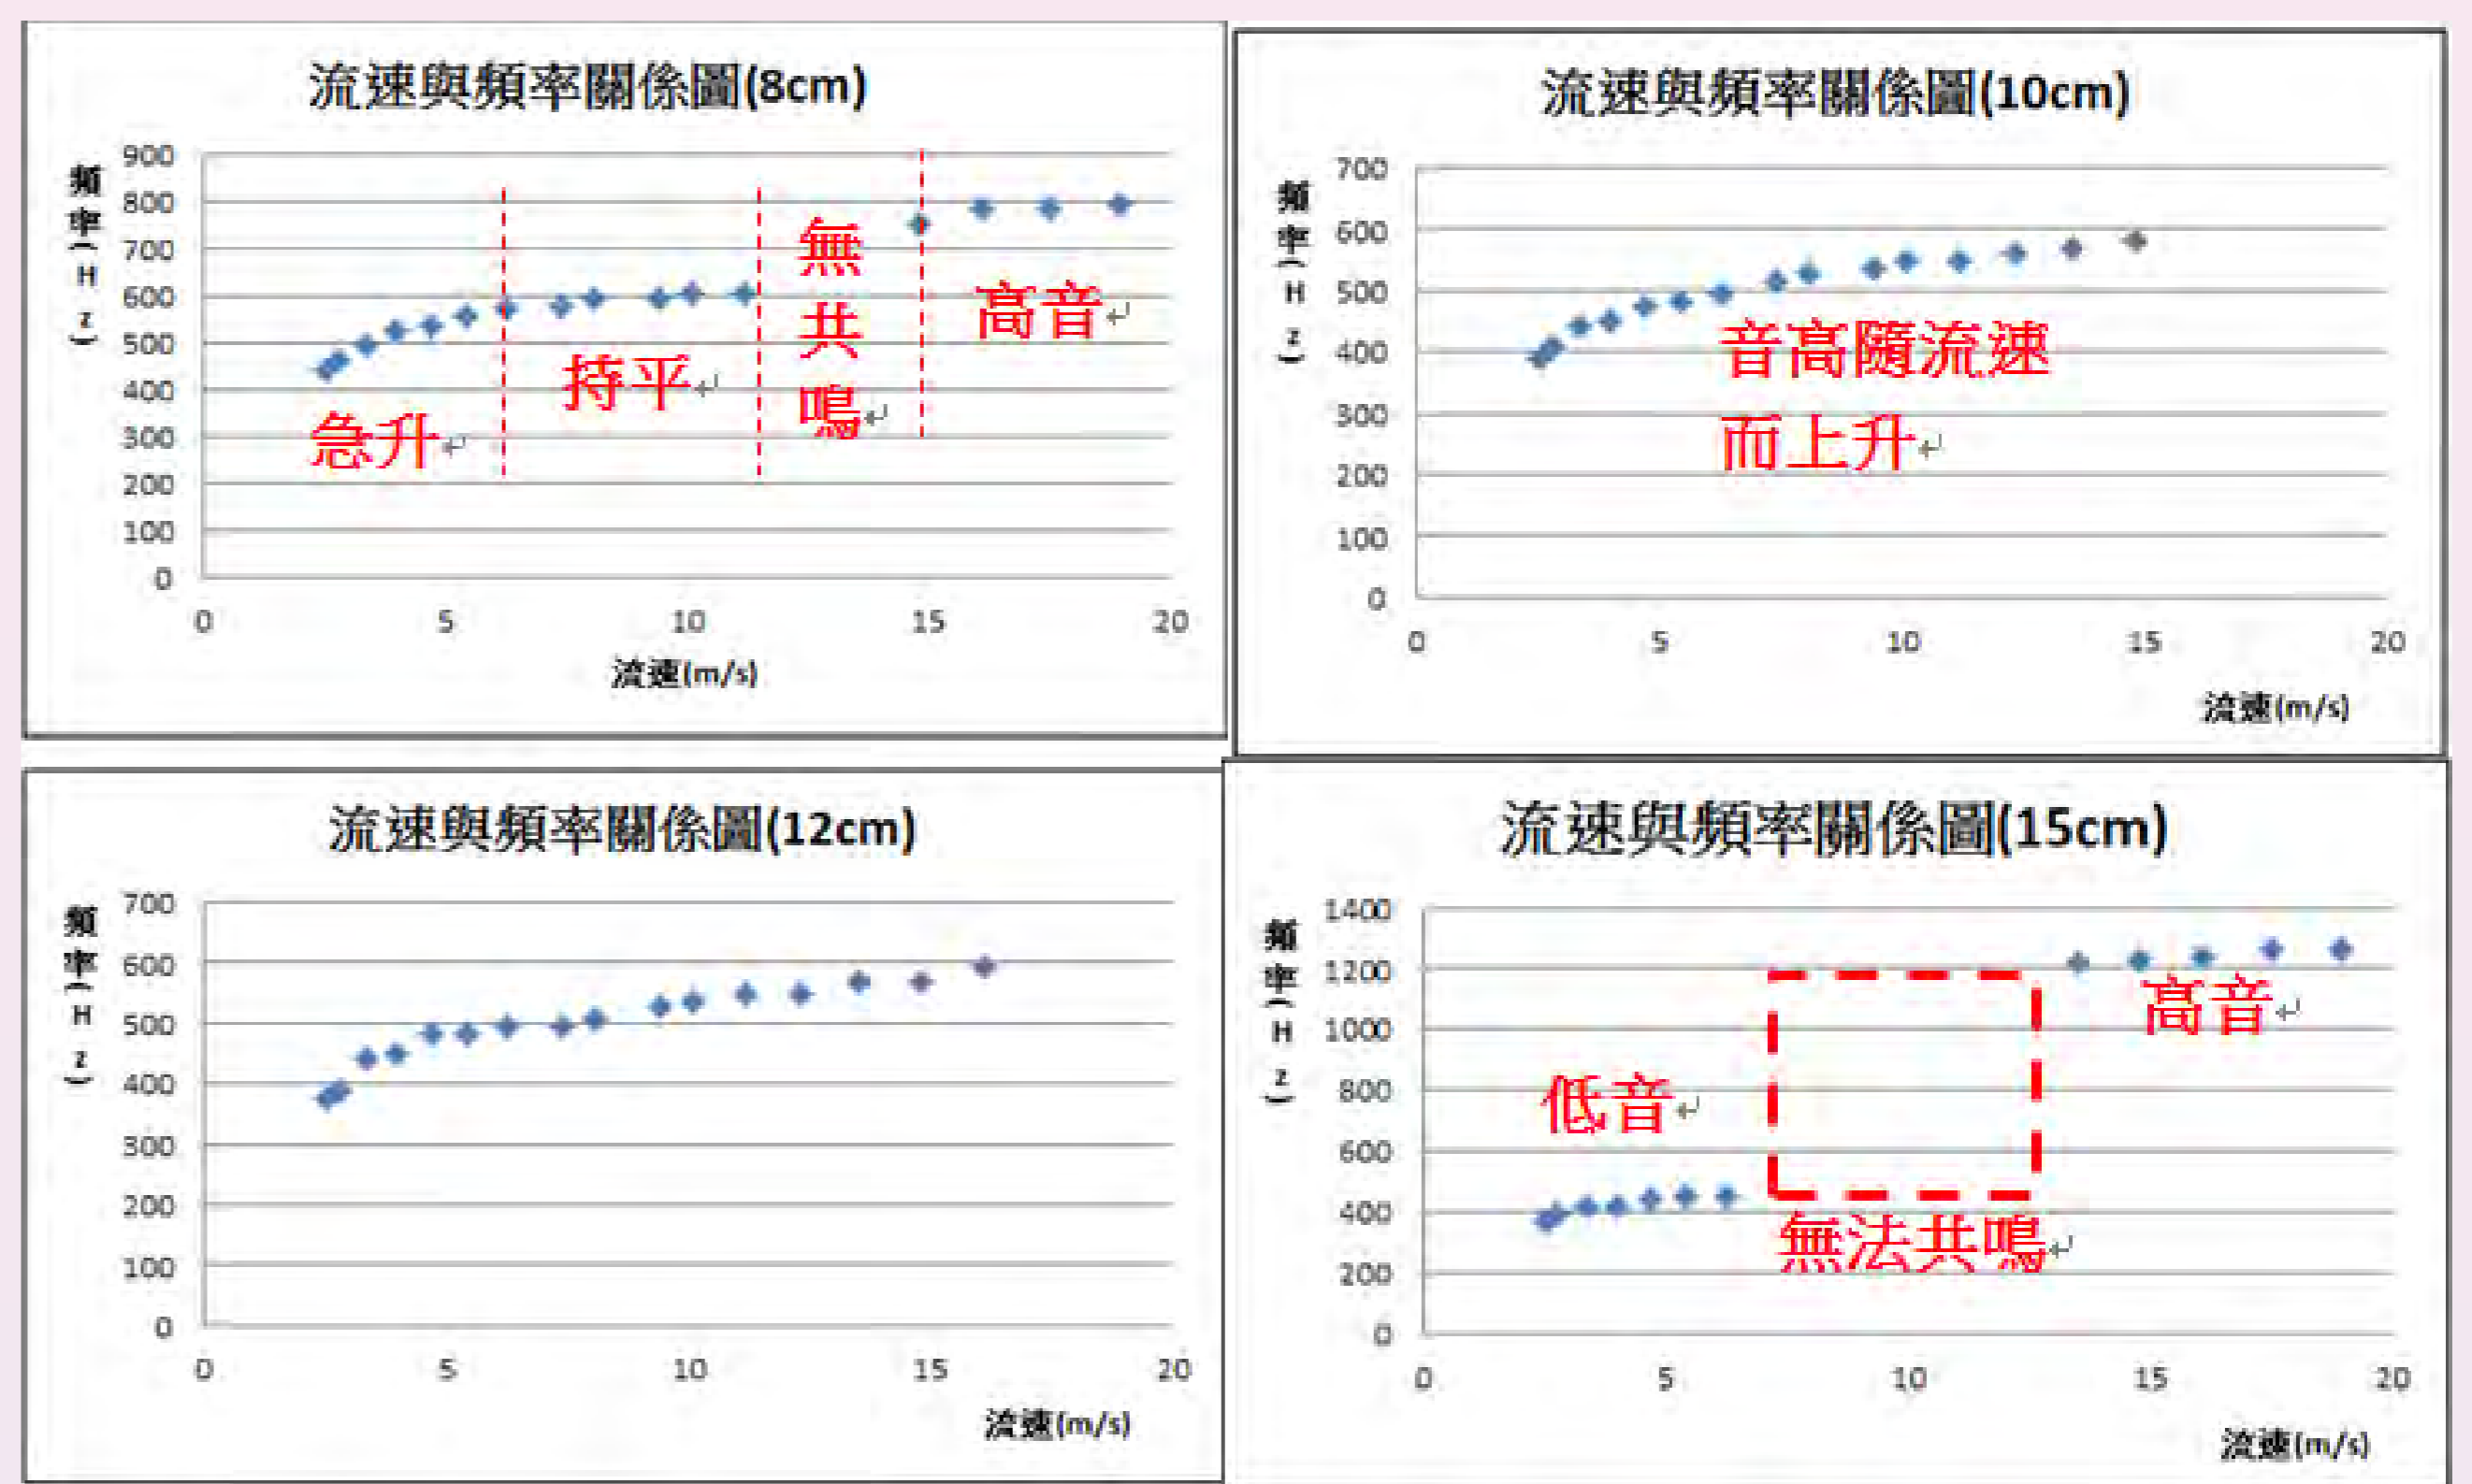 流速與頻率關係圖(8cm)
頻率(Hz)
900
800
700
600
500
400
300
200
100
0
無共鳴
高音
持平
急升
0 5 10 15 20
流速(m/s)
流速與頻率關係圖(10cm)
頻率(Hz)
700
600
500
400
300
200
100
0
音高隨流速
而上升
0 5 10 15 20
流速(m/s)
流速與頻率關係圖(12cm)
頻率(Hz)
700
600
500
400
300
200
100
0
0 5 10 15 20
流速(m/s)
流速與頻率關係圖(15cm)
頻率(Hz)
1400
1200
1000
800
600
400
200
0
高音
低音
無法共鳴
0 5 10 15 20
流速(m/s)